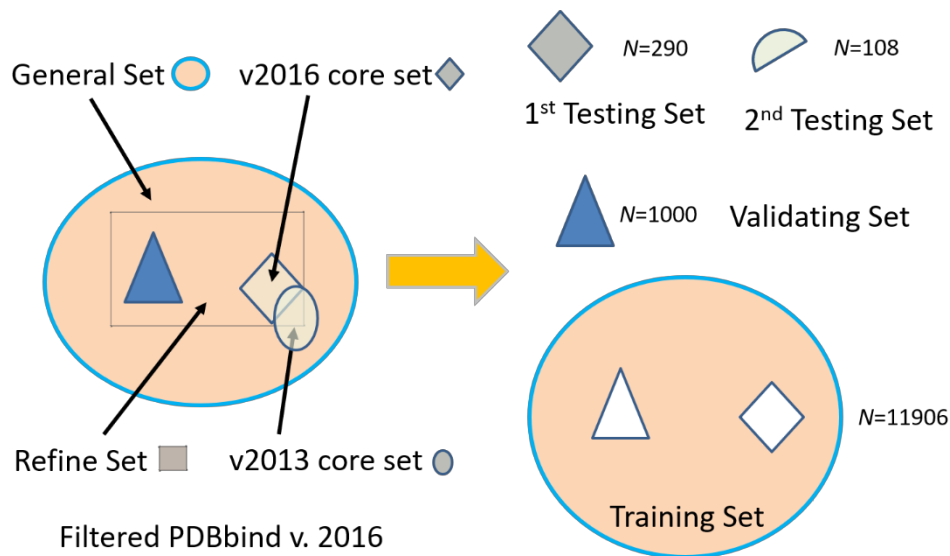 General Set
v2016 core set
Refine Set
v2013 core set
Filtered PDBbind v. 2016
N=290
N=108
1st Testing Set
2nd Testing Set
N=1000
Validating Set
N=11906
Training Set